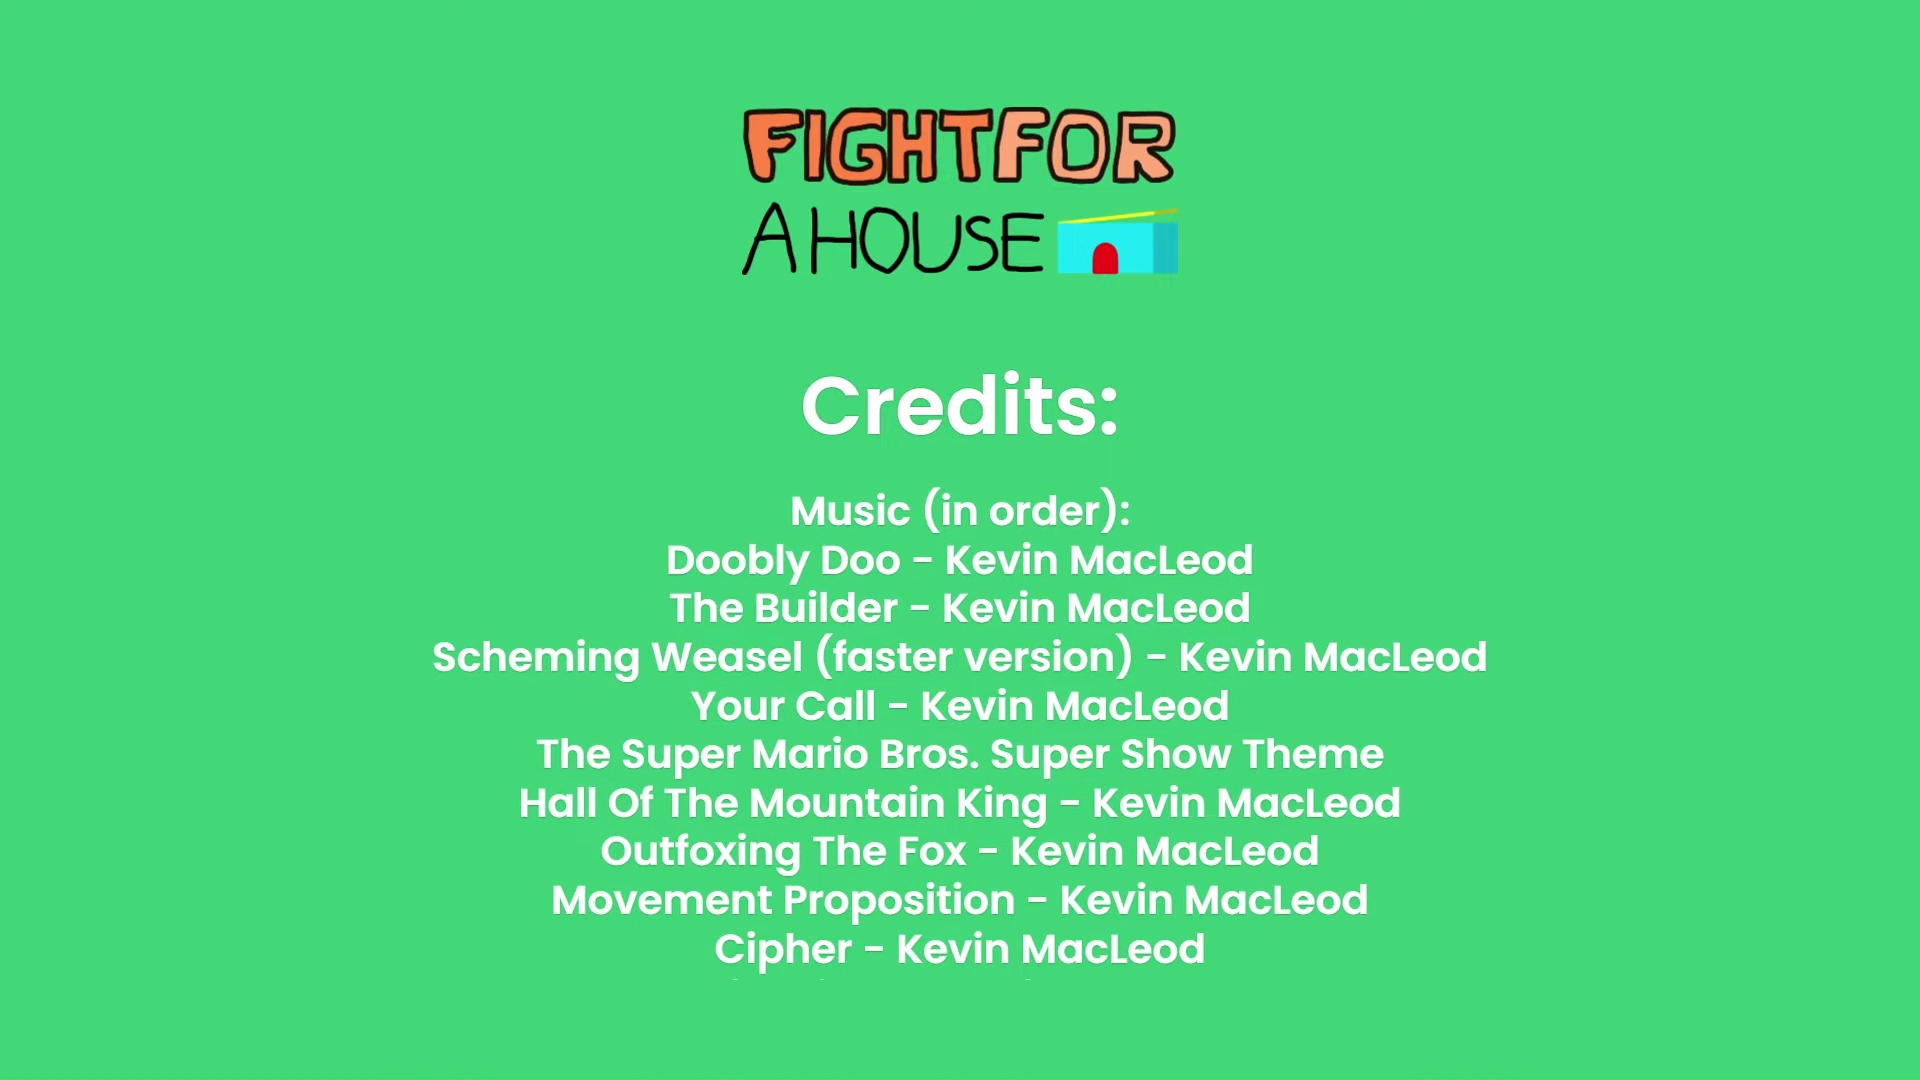 FIGHTFOR
A HOUSE
Credits:
Music (in order):
Doobly Doo - Kevin MacLeod
The Builder - Kevin MacLeod
Scheming Weasel (faster version) - Kevin MacLeod
Your Call - Kevin MacLeod
The Super Mario Bros. Super Show Theme
Hall Of The Mountain King - Kevin MacLeod
Outfoxing The Fox - Kevin MacLeod
Movement Proposition - Kevin MacLeod
Cipher - Kevin MacLeod